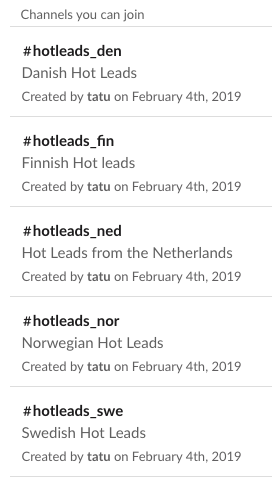 Channels you can join
#hotleads_den
Danish Hot Leads
Created by tatu on February 4th, 2019
#hotleads_fin
Finnish Hot leads
Created by tatu on February 4th, 2019
#hotleads_ned
Hot Leads from the Netherlands
Created by tatu on February 4th, 2019
#hotleads_nor
Norwegian Hot Leads
Created by tatu on February 4th, 2019
#hotleads_swe
Swedish Hot Leads
Created by tatu on February 4th, 2019